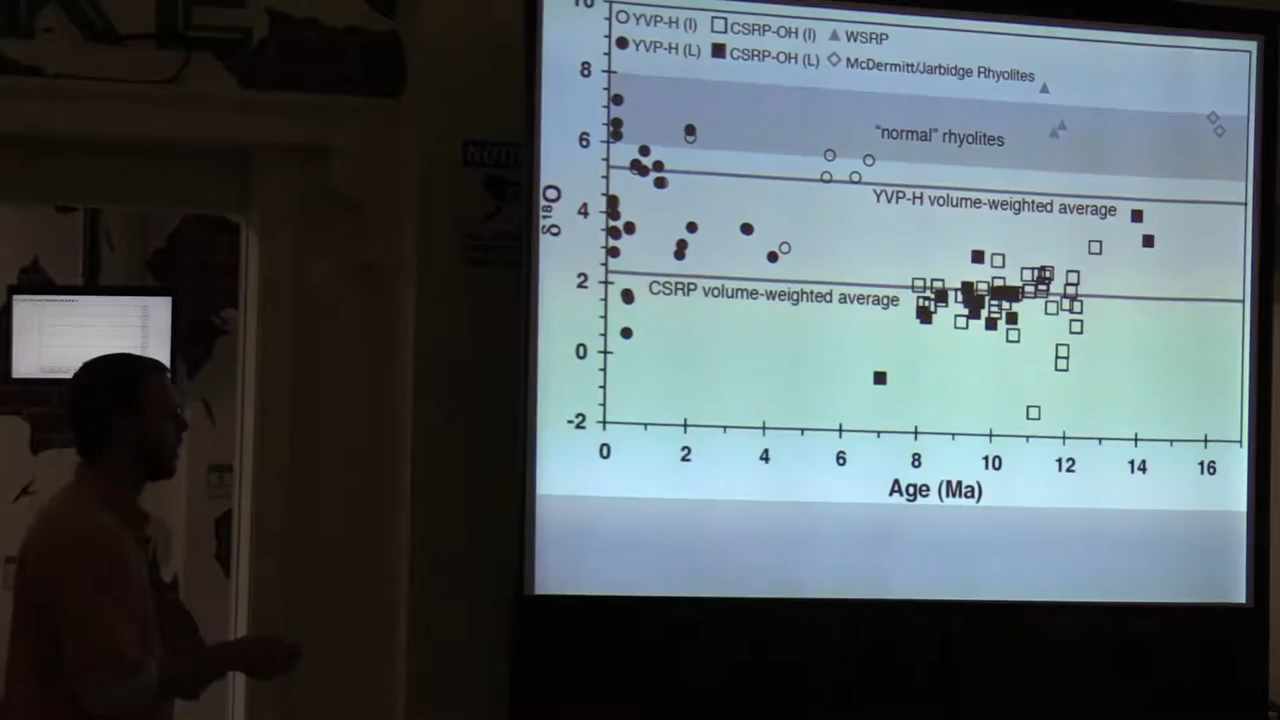 10
○ YVP-H (I) □ CSRP-OH (I) ▲ WSRP
● YVP-H (L) ■ CSRP-OH (L) ◇ McDermitt/Jarbidge Rhyolites
8
"normal" rhyolites
6
YVP-H volume-weighted average
δ¹⁸O
4
2
CSRP volume-weighted average
0
-2
0 2 4 6 8 10 12 14 16
Age (Ma)